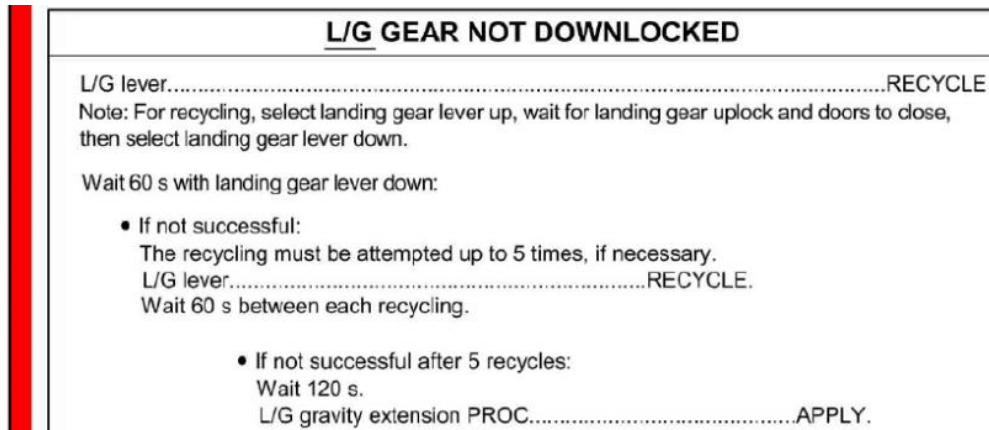 L/G GEAR NOT DOWNLOCKED
L/G lever....................................................................................................................RECYCLE
Note: For recycling, select landing gear lever up, wait for landing gear uplock and doors to close,
then select landing gear lever down.
Wait 60 s with landing gear lever down:
• If not successful:
The recycling must be attempted up to 5 times, if necessary.
L/G lever....................................................................RECYCLE.
Wait 60 s between each recycling.
• If not successful after 5 recycles:
Wait 120 s.
L/G gravity extension PROC...........................................APPLY.